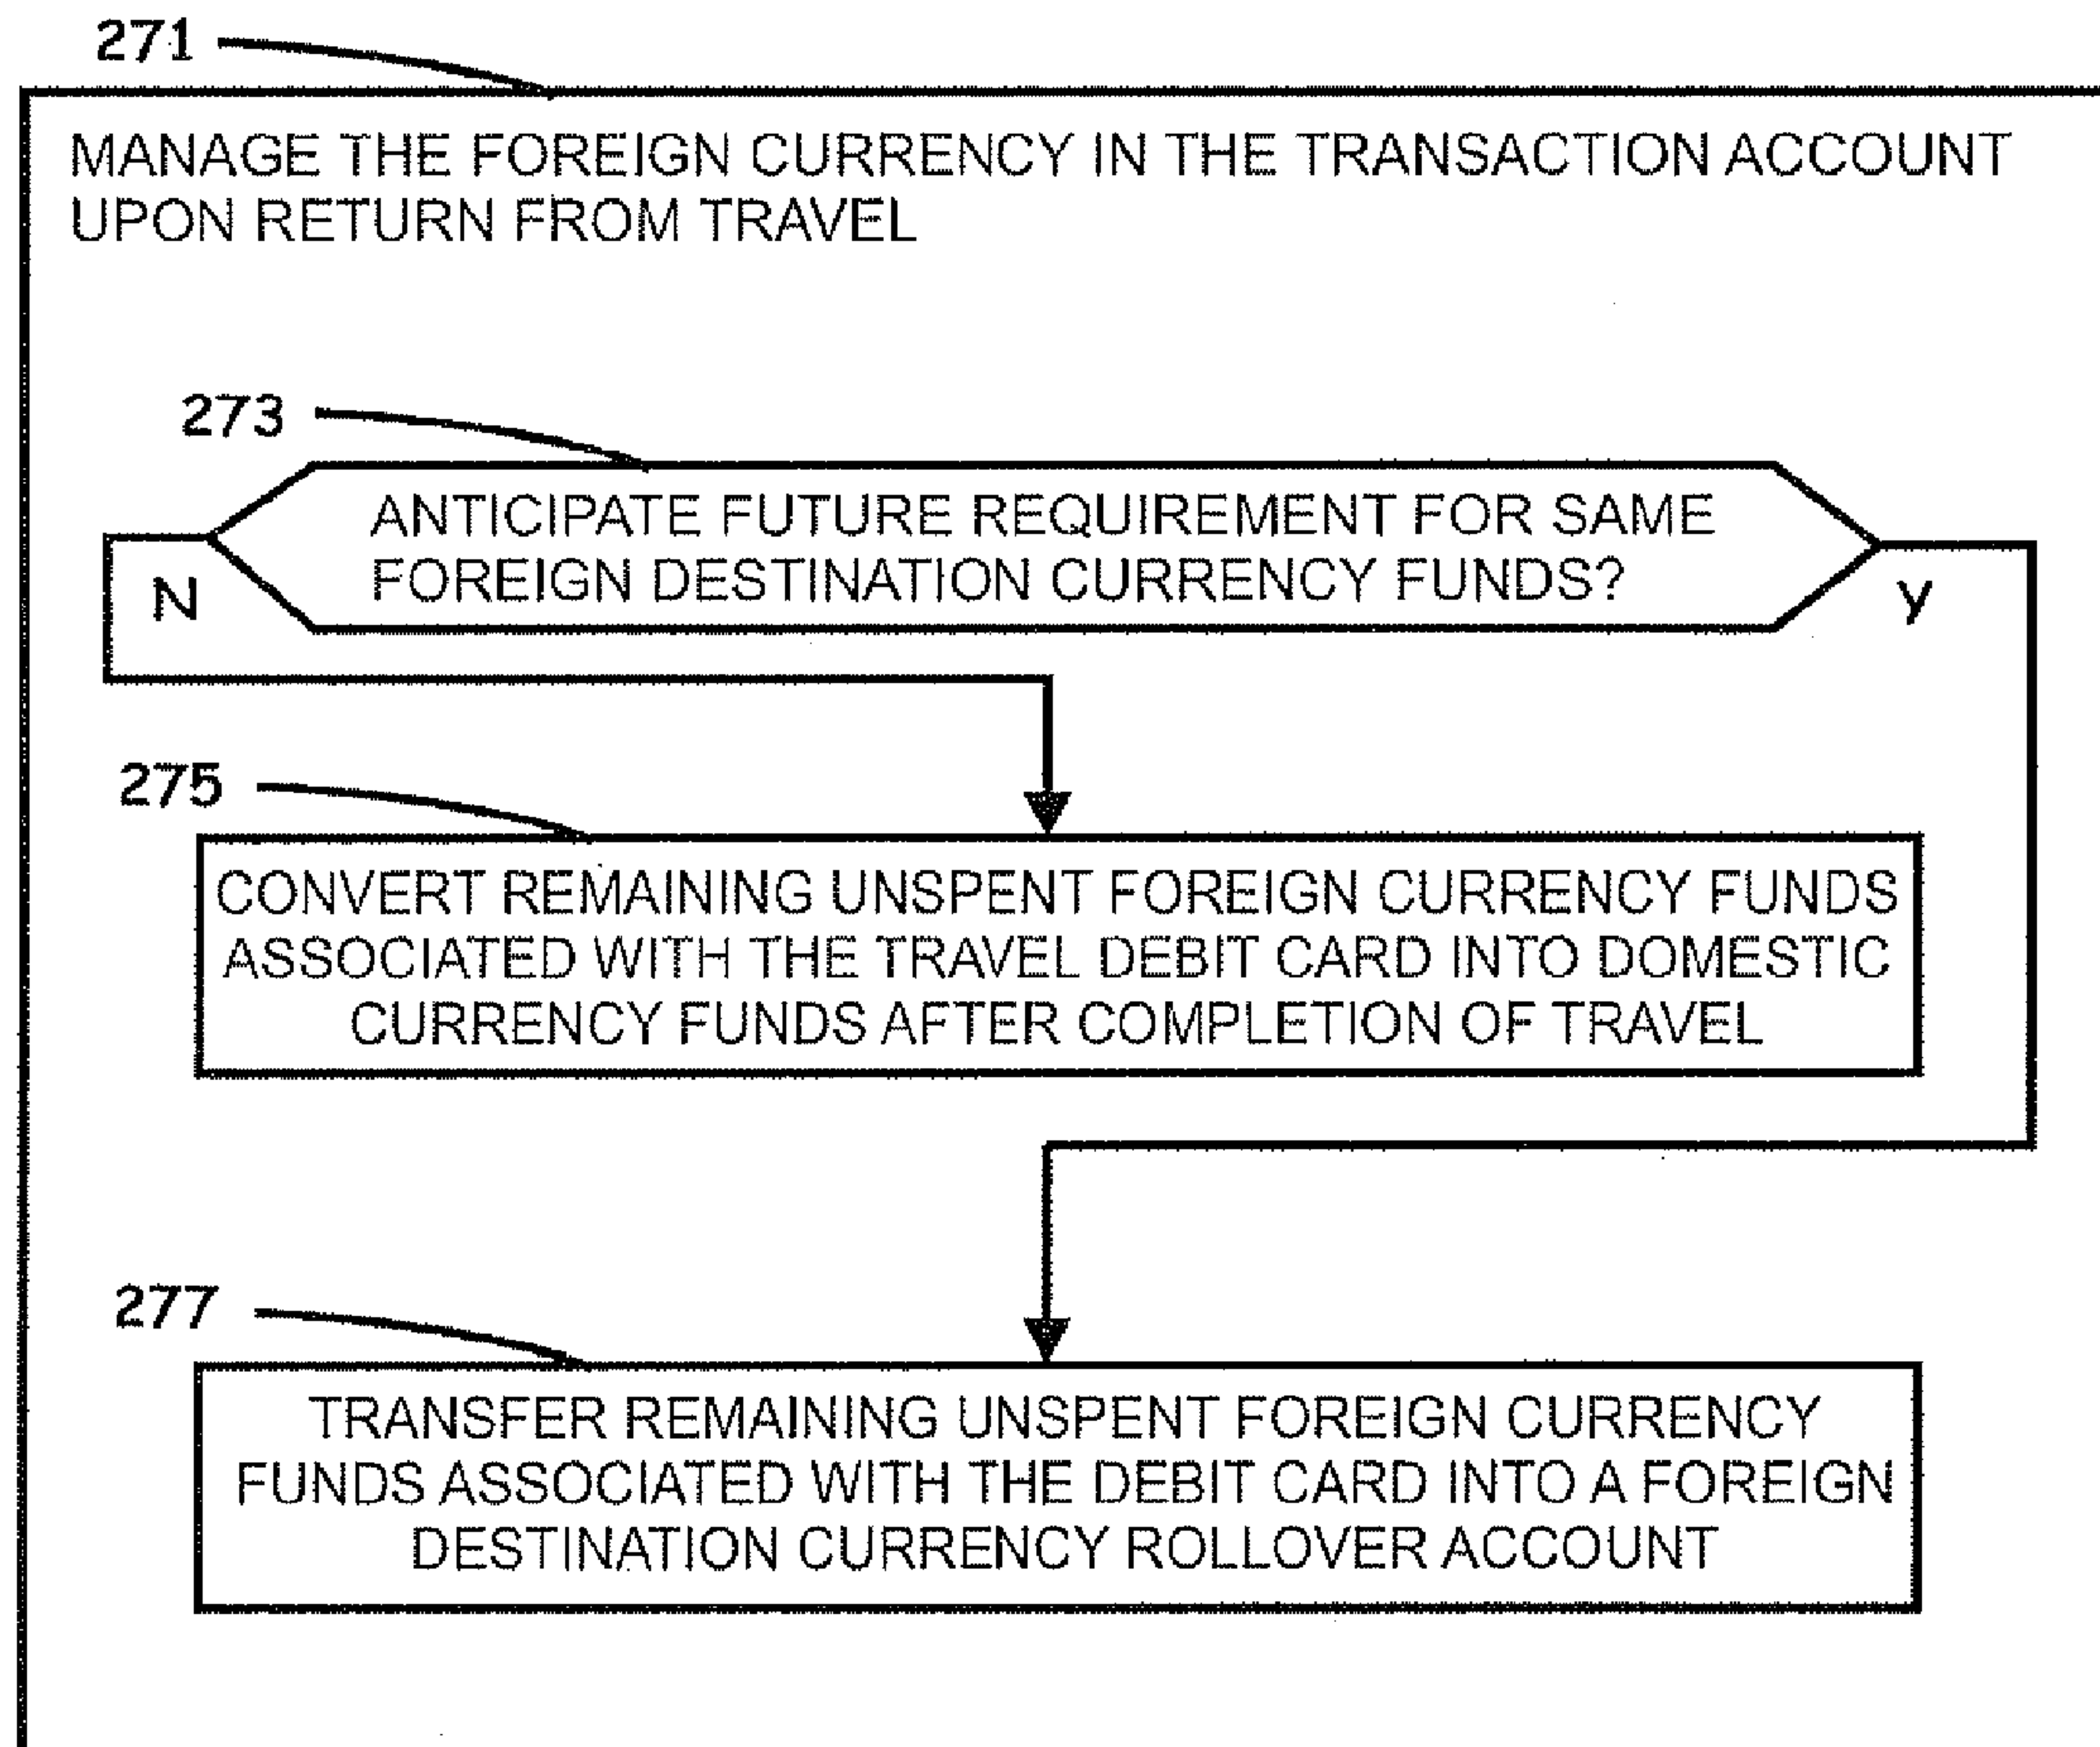 271
MANAGE THE FOREIGN CURRENCY IN THE TRANSACTION ACCOUNT
UPON RETURN FROM TRAVEL
273
ANTICIPATE FUTURE REQUIREMENT FOR SAME
FOREIGN DESTINATION CURRENCY FUNDS?
N
y
275
CONVERT REMAINING UNSPENT FOREIGN CURRENCY FUNDS
ASSOCIATED WITH THE TRAVEL DEBIT CARD INTO DOMESTIC
CURRENCY FUNDS AFTER COMPLETION OF TRAVEL
277
TRANSFER REMAINING UNSPENT FOREIGN CURRENCY
FUNDS ASSOCIATED WITH THE DEBIT CARD INTO A FOREIGN
DESTINATION CURRENCY ROLLOVER ACCOUNT